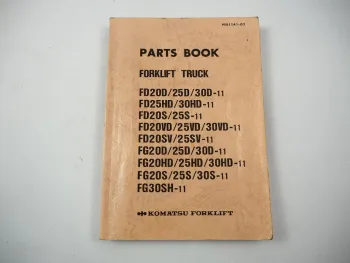 PARTS BOOK
FORKLIFT TRUCK
FD20D/25D/30D-11
FD25HD/30HD-11
FD20S/25S-11
FD20VD/25VD/30VD-11
FD20SV/25SV-11
FG20D/25D/30D-11
FG20HD/25HD/30HD-11
FG20S/25S/30S-11
FG30SH-11
KOMATSU FORKLIFT